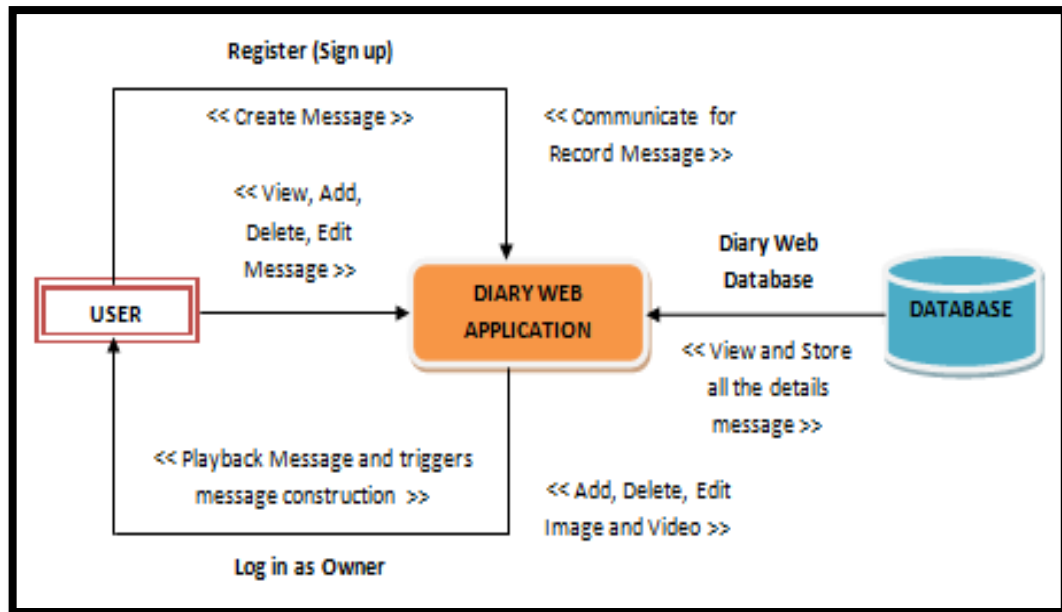 Register (Sign up)
<< Create Message >>
<< Communicate for
Record Message >>
<< View, Add,
Delete, Edit
Message >>
Diary Web
Database
USER
DIARY WEB
APPLICATION
DATABASE
<< View and Store
all the details
message >>
<< Playback Message and triggers
message construction >>
<< Add, Delete, Edit
Image and Video >>
Log in as Owner